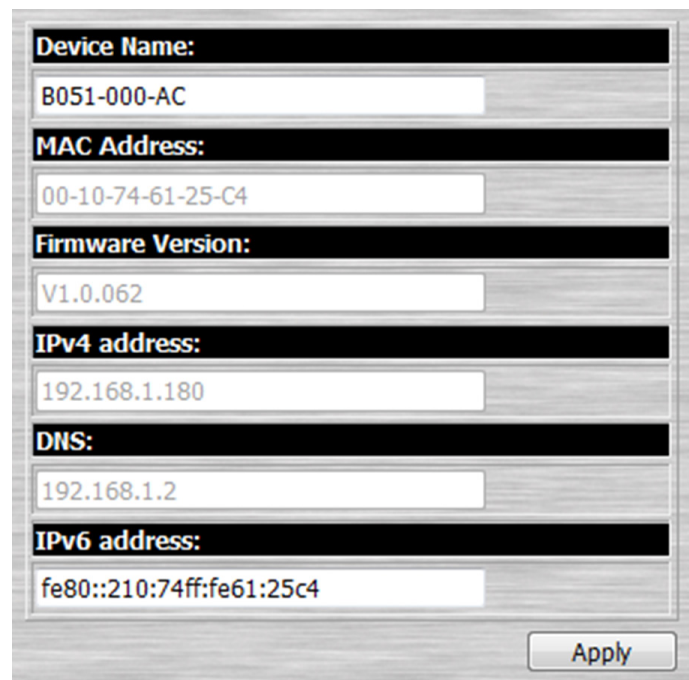 Device Name:
B051-000-AC
MAC Address:
00-10-74-61-25-C4
Firmware Version:
V1.0.062
IPv4 address:
192.168.1.180
DNS:
192.168.1.2
IPv6 address:
fe80::210:74ff:fe61:25c4
Apply